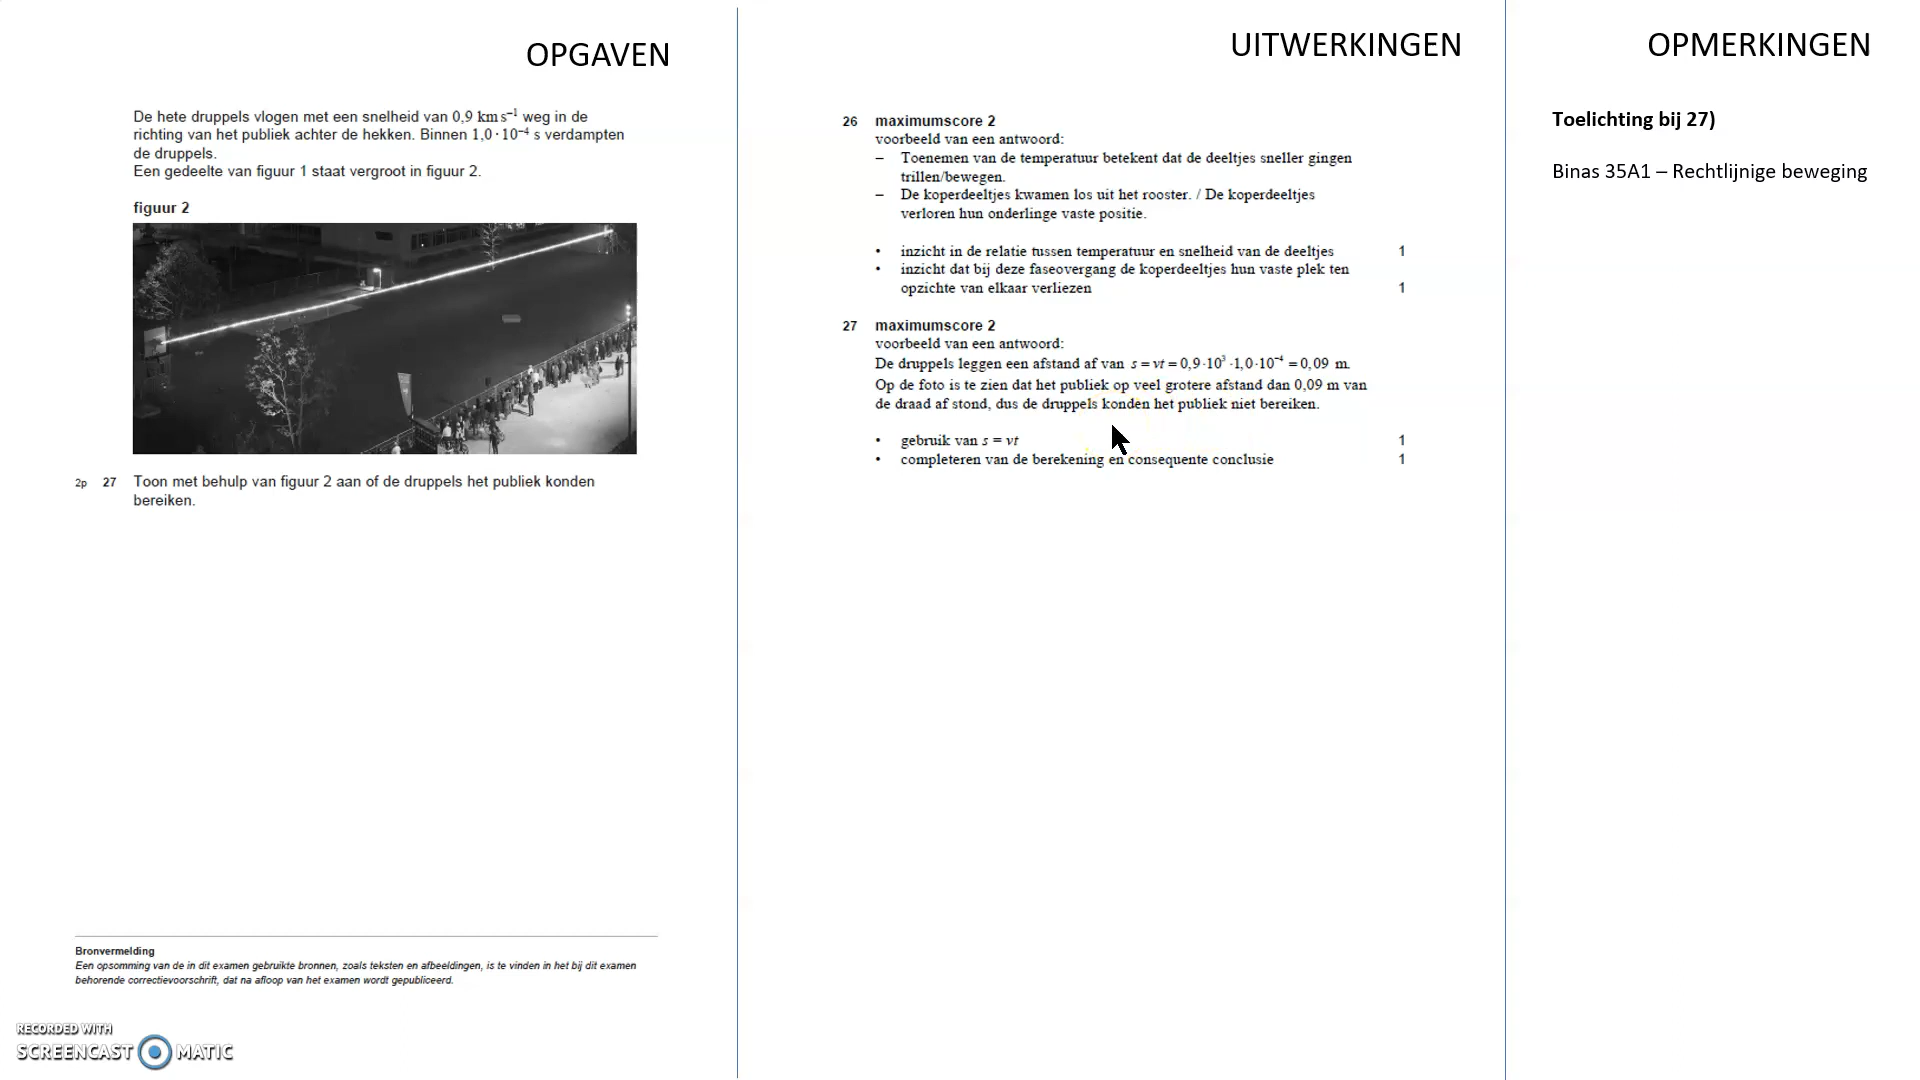 OPGAVEN
De hete druppels vlogen met een snelheid van 0,9 km s⁻¹ weg in de
richting van het publiek achter de hekken. Binnen 1,0 · 10⁻⁴ s verdampten
de druppels.
Een gedeelte van figuur 1 staat vergroot in figuur 2.
figuur 2
2p 27 Toon met behulp van figuur 2 aan of de druppels het publiek konden
bereiken.
Bronvermelding
Een opsomming van de in dit examen gebruikte bronnen, zoals teksten en afbeeldingen, is te vinden in het bij dit examen
behorende correctievoorschrift, dat na afloop van het examen wordt gepubliceerd.
RECORDED WITH
SCREENCAST MATIC
UITWERKINGEN
26 maximumscore 2
voorbeeld van een antwoord:
– Toenemen van de temperatuur betekent dat de deeltjes sneller gingen
trillen/bewegen.
– De koperdeeltjes kwamen los uit het rooster. / De koperdeeltjes
verloren hun onderlinge vaste positie.
• inzicht in de relatie tussen temperatuur en snelheid van de deeltjes 1
• inzicht dat bij deze faseovergang de koperdeeltjes hun vaste plek ten
opzichte van elkaar verliezen 1
27 maximumscore 2
voorbeeld van een antwoord:
De druppels leggen een afstand af van s = vt = 0,9·10³ ·1,0·10⁻⁴ = 0,09 m.
Op de foto is te zien dat het publiek op veel grotere afstand dan 0,09 m van
de draad af stond, dus de druppels konden het publiek niet bereiken.
• gebruik van s = vt 1
• completeren van de berekening en consequente conclusie 1
OPMERKINGEN
Toelichting bij 27)
Binas 35A1 – Rechtlijnige beweging